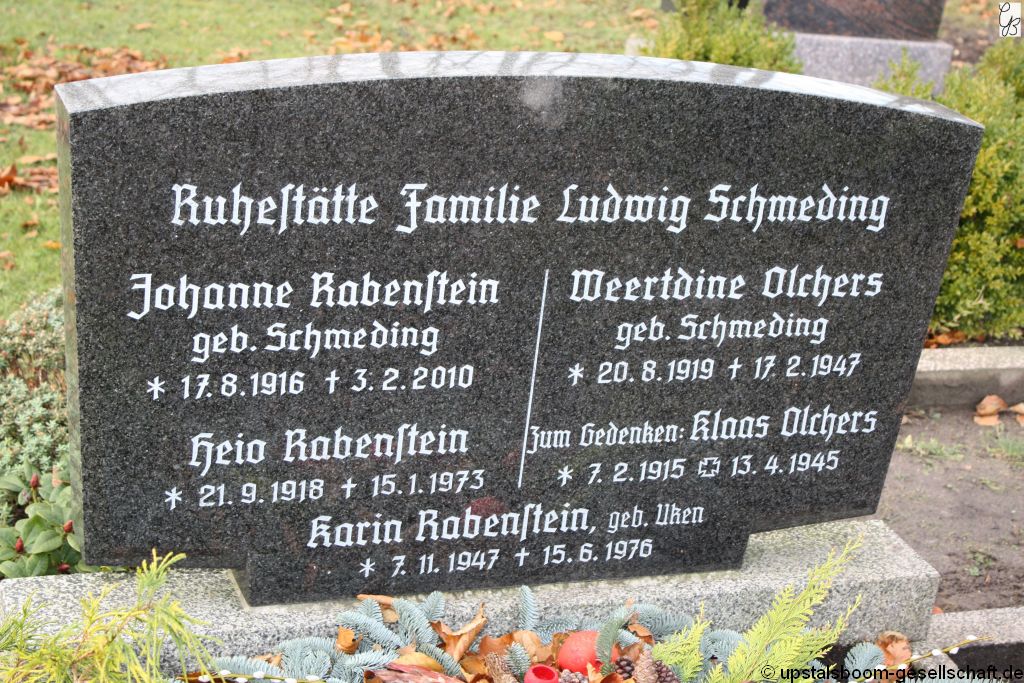 Ruhestätte Familie Ludwig Schmeding
Johanne Rabenstein
geb. Schmeding
* 17.8.1916 † 3.2.2010
Heio Rabenstein
* 21.9.1918 † 15.1.1973
Weertdine Olchers
geb. Schmeding
* 20.8.1919 † 17.2.1947
Zum Gedenken: Klaas Olchers
* 7.2.1915 ✠ 13.4.1945
Karin Rabenstein, geb. Uken
* 7.11.1947 † 15.6.1976
© upstalsboom-gesellschaft.de